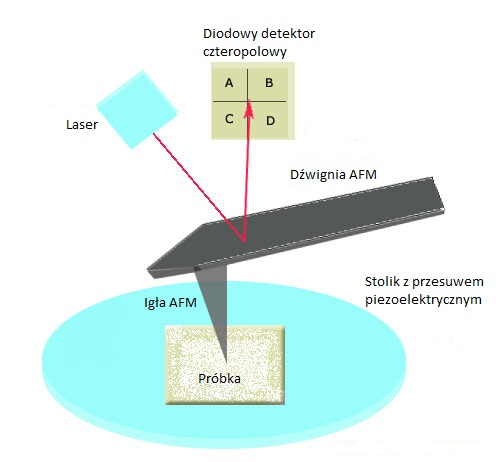 Diodowy detektor
czteropolowy
A B
C D
Laser
Dźwignia AFM
Stolik z przesuwem
piezoelektrycznym
Igła AFM
Próbka